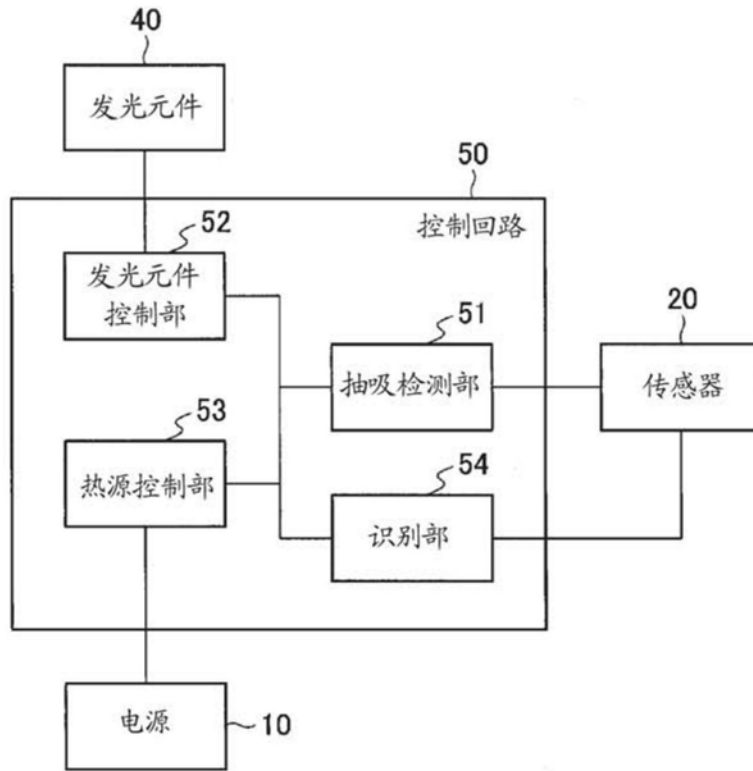 40
发光元件
50
控制回路
52
发光元件
控制部
51
抽吸检测部
20
传感器
53
热源控制部
54
识别部
电源
10